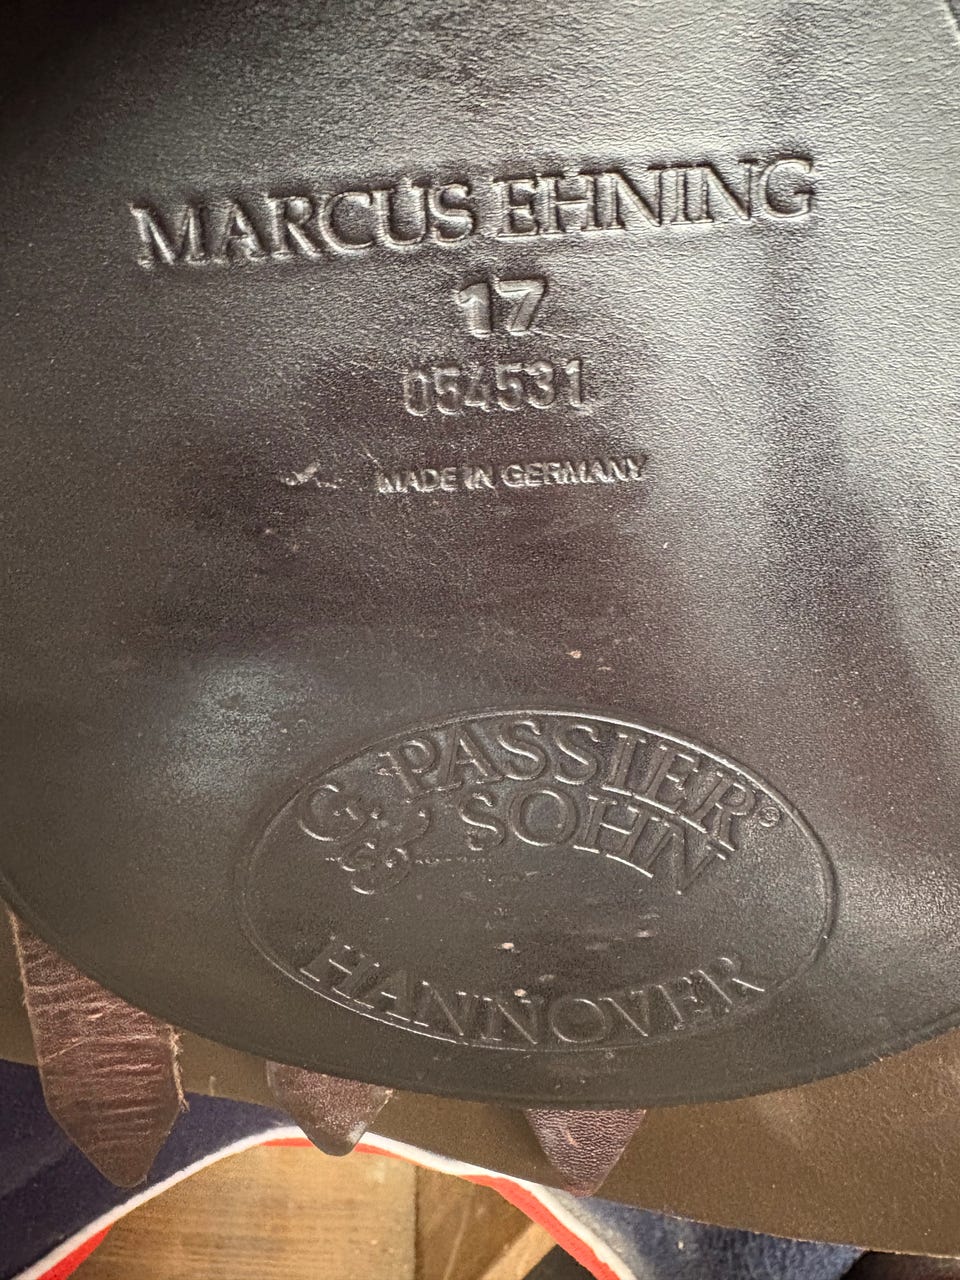 MARCUS EHNING
17
054531
MADE IN GERMANY
G. PASSIER®
& SOHN
HANNOVER